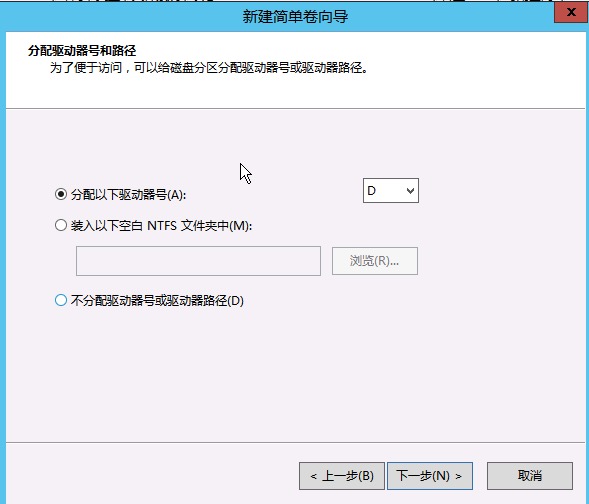 新建简单卷向导
x
分配驱动器号和路径
为了便于访问，可以给磁盘分区分配驱动器号或驱动器路径。
分配以下驱动器号(A): D
装入以下空白 NTFS 文件夹中(M):
浏览(R)...
不分配驱动器号或驱动器路径(D)
< 上一步(B) 下一步(N) > 取消